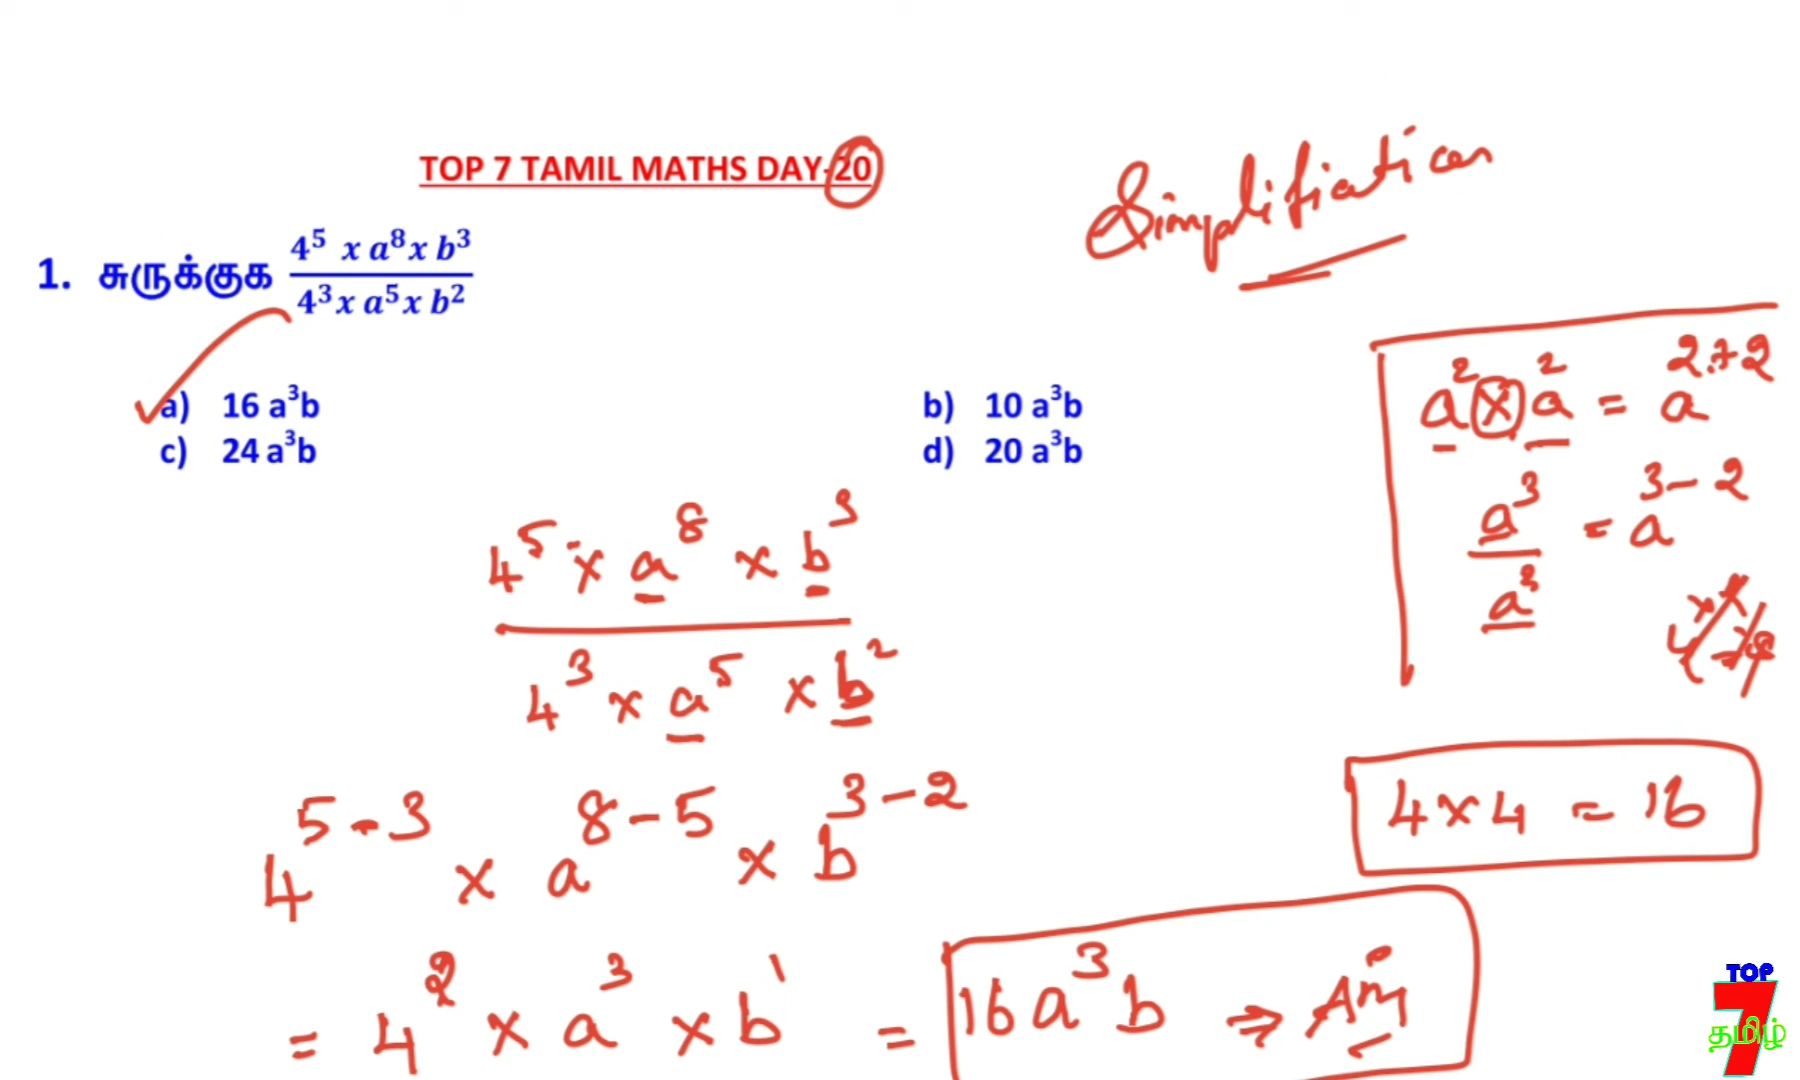 TOP 7 TAMIL MATHS DAY-20
Simplification
1. சுருக்குக 4⁵ x a⁸ x b³ / 4³ x a⁵ x b²
a) 16 a³b
b) 10 a³b
c) 24 a³b
d) 20 a³b
a² × a² = a²⁺²
a³ / a² = a³⁻²
4⁵ × a⁸ × b³
4³ × a⁵ × b²
4⁵⁻³ × a⁸⁻⁵ × b³⁻²
4 × 4 = 16
= 4² × a³ × b¹ = 16a³b ⇒ Ans
TOP
7
தமிழ்